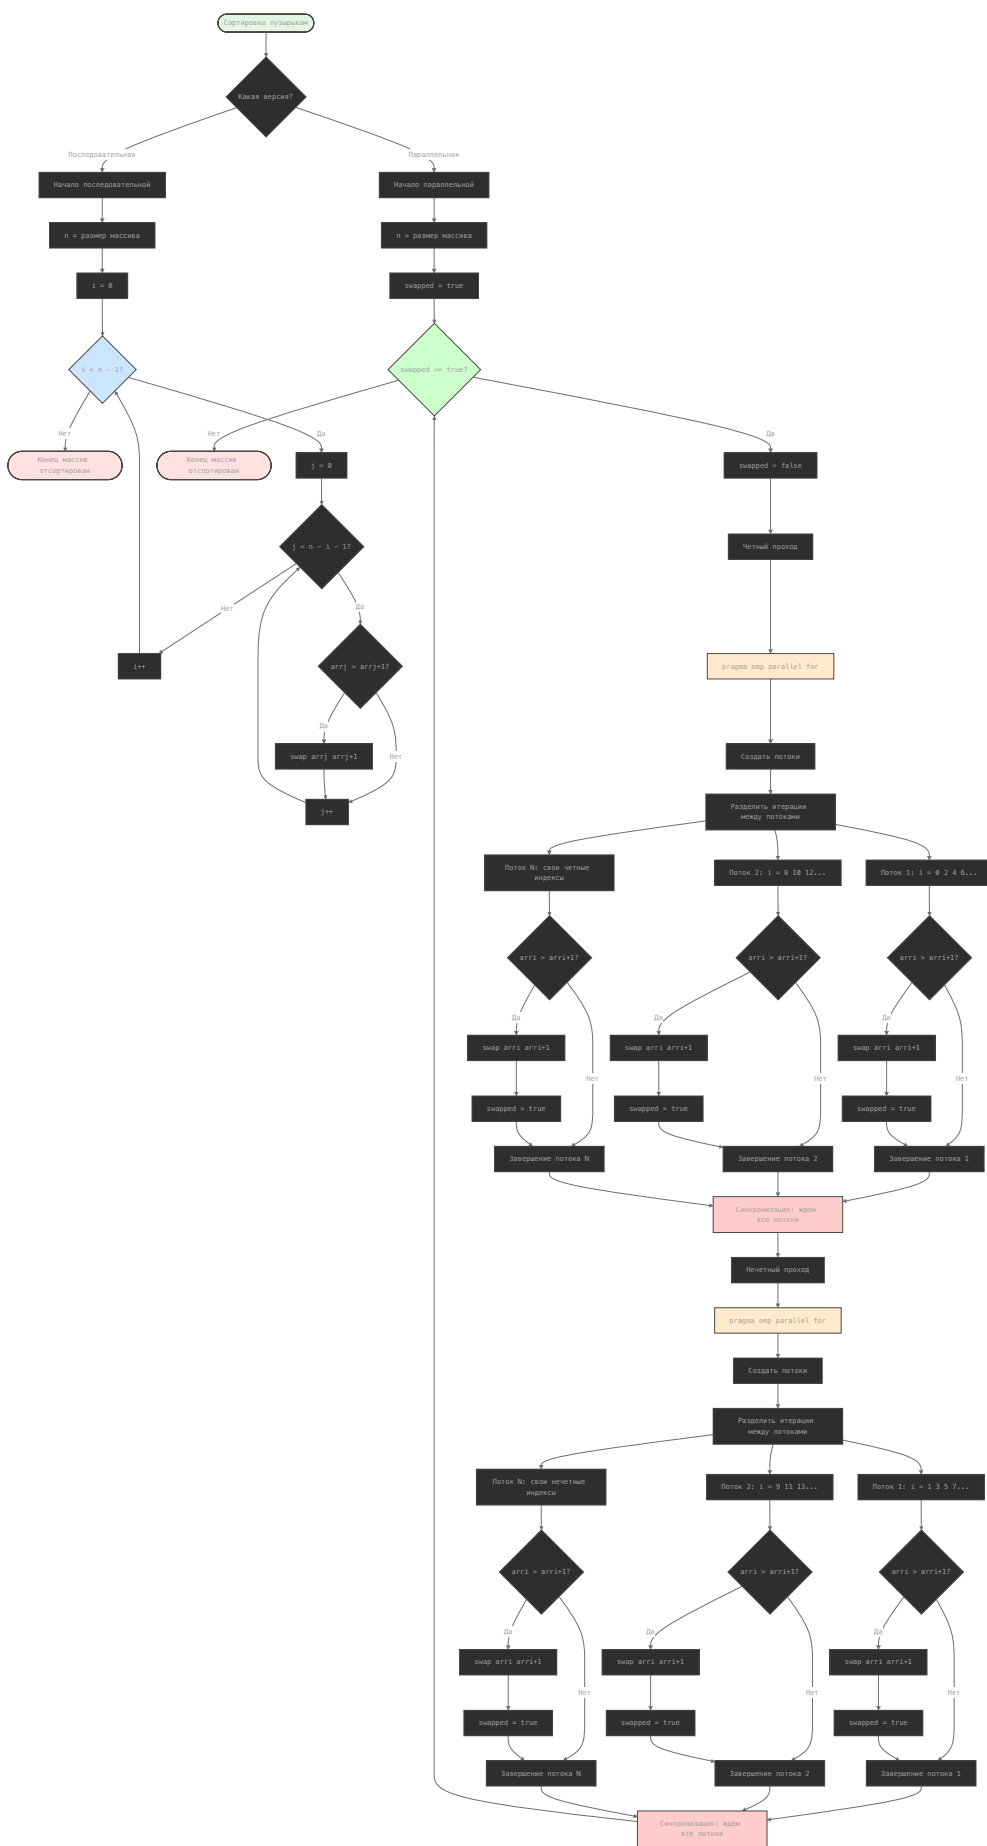 Сортировка пузырьком
Какая версия?
Последовательная
Параллельная
Начало последовательной
Начало параллельной
n = размер массива
n = размер массива
i = 0
swapped = true
i < n − 1?
swapped == true?
Нет
Да
Нет
Да
Конец массив
отсортирован
Конец массив
отсортирован
j = 0
swapped = false
j < n − i − 1?
Четный проход
Нет
Да
i++
arrj > arrj+1?
pragma omp parallel for
Да
Нет
swap arrj arrj+1
Создать потоки
j++
Разделить итерации
между потоками
Поток N: свои четные
индексы
Поток 2: i = 8 10 12...
Поток 1: i = 0 2 4 6...
arri > arri+1?
arri > arri+1?
arri > arri+1?
Да
Да
Да
swap arri arri+1
swap arri arri+1
swap arri arri+1
Нет
Нет
Нет
swapped = true
swapped = true
swapped = true
Завершение потока N
Завершение потока 2
Завершение потока 1
Синхронизация: ждем
все потоки
Нечетный проход
pragma omp parallel for
Создать потоки
Разделить итерации
между потоками
Поток N: свои нечетные
индексы
Поток 2: i = 9 11 13...
Поток 1: i = 1 3 5 7...
arri > arri+1?
arri > arri+1?
arri > arri+1?
Да
Да
Да
swap arri arri+1
swap arri arri+1
swap arri arri+1
Нет
Нет
Нет
swapped = true
swapped = true
swapped = true
Завершение потока N
Завершение потока 2
Завершение потока 1
Синхронизация: ждем
все потоки